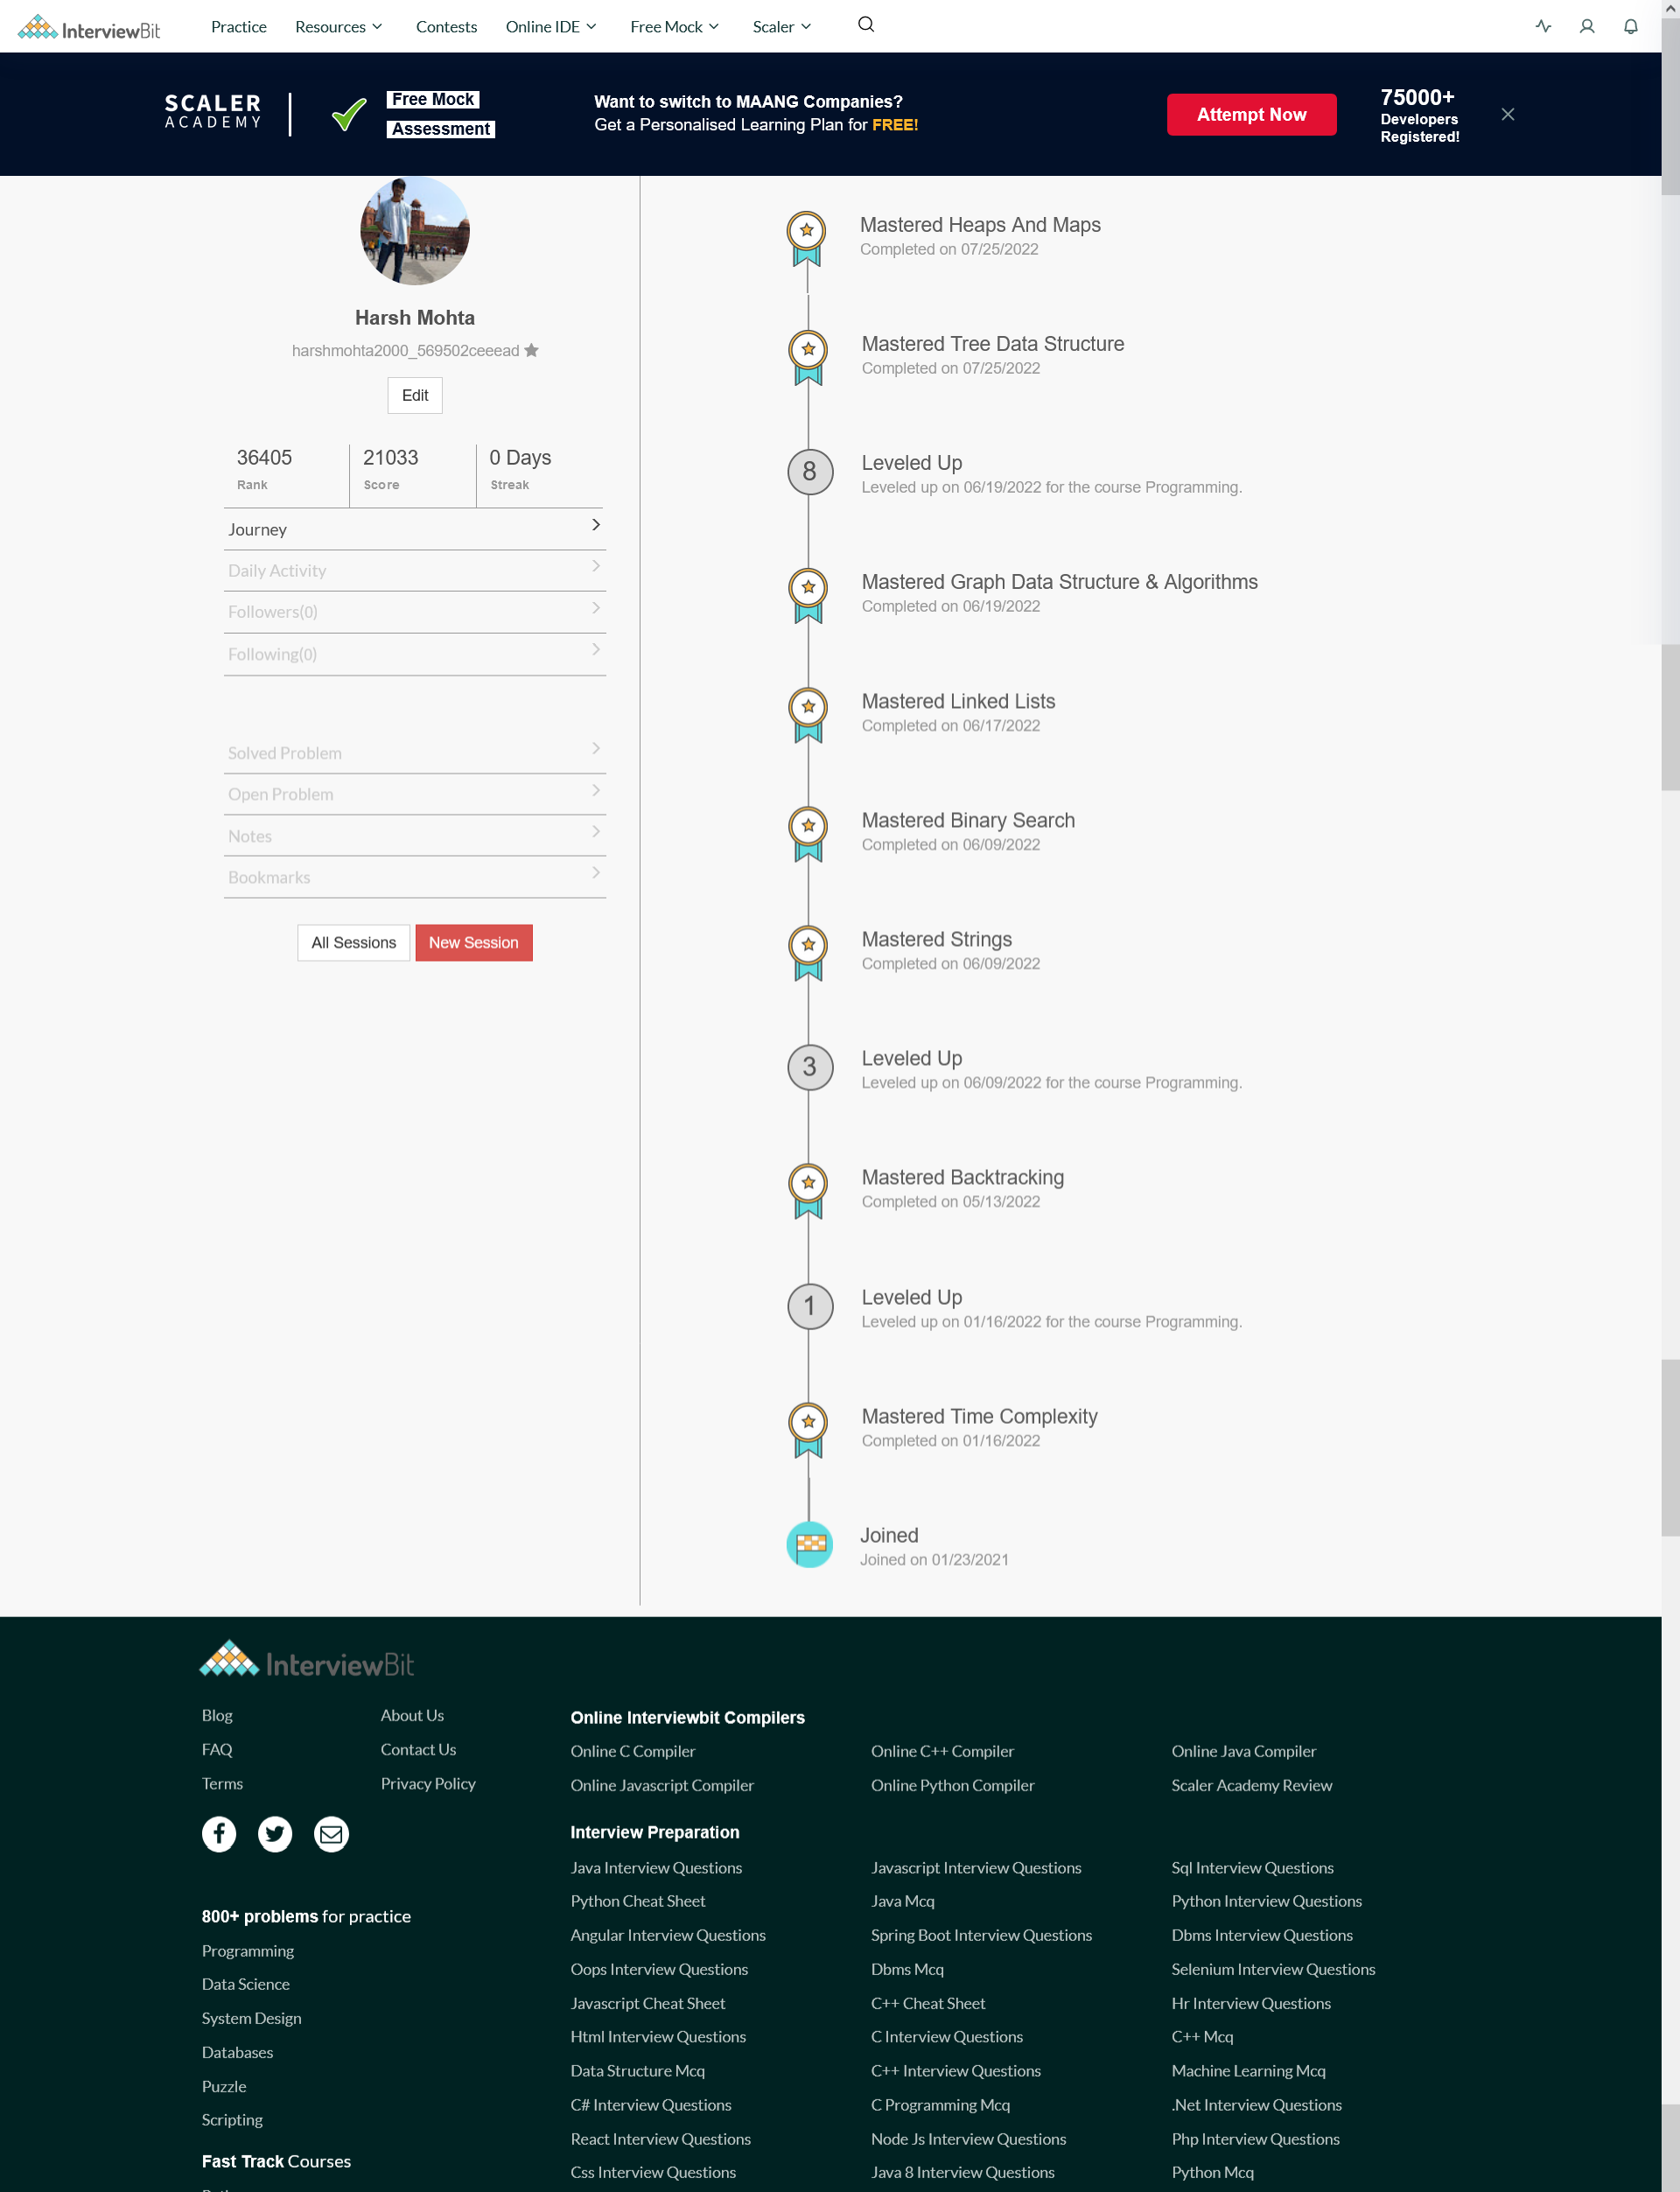 InterviewBit
Practice
Resources
Contests
Online IDE
Free Mock
Scaler
SCALER
ACADEMY
Free Mock
Assessment
Want to switch to MAANG Companies?
Get a Personalised Learning Plan for FREE!
Attempt Now
75000+
Developers
Registered!
Harsh Mohta
harshmohta2000_569502ceeead
Edit
36405
Rank
21033
Score
0 Days
Streak
Journey
Daily Activity
Followers(0)
Following(0)
Solved Problem
Open Problem
Notes
Bookmarks
All Sessions
New Session
Mastered Heaps And Maps
Completed on 07/25/2022
Mastered Tree Data Structure
Completed on 07/25/2022
8
Leveled Up
Leveled up on 06/19/2022 for the course Programming.
Mastered Graph Data Structure & Algorithms
Completed on 06/19/2022
Mastered Linked Lists
Completed on 06/17/2022
Mastered Binary Search
Completed on 06/09/2022
Mastered Strings
Completed on 06/09/2022
3
Leveled Up
Leveled up on 06/09/2022 for the course Programming.
Mastered Backtracking
Completed on 05/13/2022
1
Leveled Up
Leveled up on 01/16/2022 for the course Programming.
Mastered Time Complexity
Completed on 01/16/2022
Joined
Joined on 01/23/2021
InterviewBit
Blog
About Us
FAQ
Contact Us
Terms
Privacy Policy
800+ problems for practice
Programming
Data Science
System Design
Databases
Puzzle
Scripting
Fast Track Courses
Online Interviewbit Compilers
Online C Compiler
Online C++ Compiler
Online Java Compiler
Online Javascript Compiler
Online Python Compiler
Scaler Academy Review
Interview Preparation
Java Interview Questions
Javascript Interview Questions
Sql Interview Questions
Python Cheat Sheet
Java Mcq
Python Interview Questions
Angular Interview Questions
Spring Boot Interview Questions
Dbms Interview Questions
Oops Interview Questions
Dbms Mcq
Selenium Interview Questions
Javascript Cheat Sheet
C++ Cheat Sheet
Hr Interview Questions
Html Interview Questions
C Interview Questions
C++ Mcq
Data Structure Mcq
C++ Interview Questions
Machine Learning Mcq
C# Interview Questions
C Programming Mcq
.Net Interview Questions
React Interview Questions
Node Js Interview Questions
Php Interview Questions
Css Interview Questions
Java 8 Interview Questions
Python Mcq